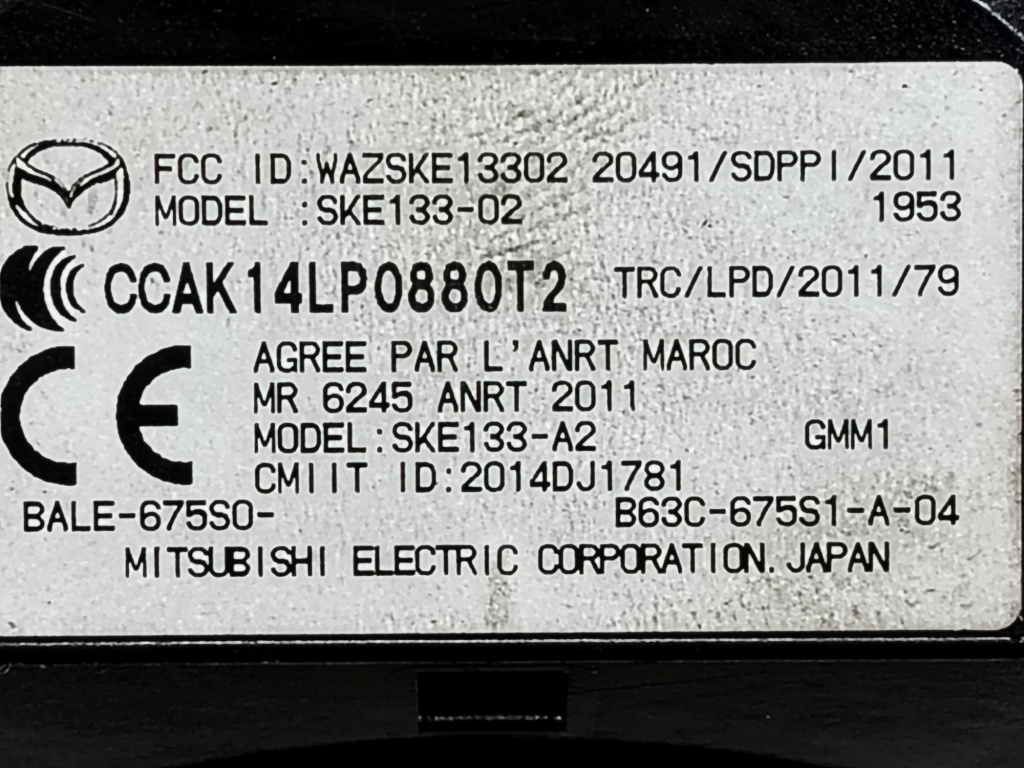 FCC ID:WAZSKE13302 20491/SDPPI/2011
MODEL :SKE133-02 1953
CCAK14LP0880T2 TRC/LPD/2011/79
CE AGREE PAR L'ANRT MAROC
MR 6245 ANRT 2011
MODEL:SKE133-A2 GMM1
CMIIT ID:2014DJ1781
BALE-675S0- B63C-675S1-A-04
MITSUBISHI ELECTRIC CORPORATION. JAPAN